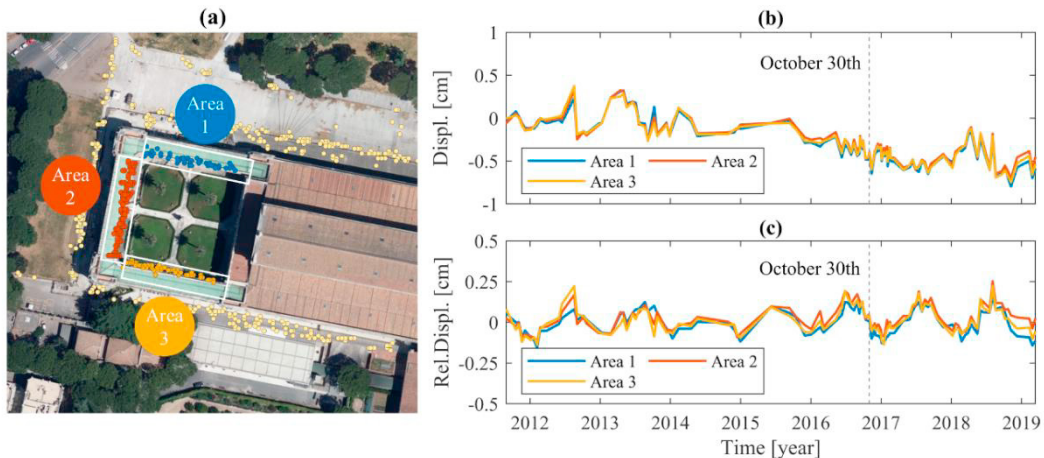 (a)
Area
1
Area
2
Area
3
(b)
1
0.5
0
-0.5
-1
Displ. [cm]
October 30th
Area 1
Area 2
Area 3
(c)
0.5
0.25
0
-0.25
-0.5
Rel.Displ. [cm]
October 30th
Area 1
Area 2
Area 3
2012 2013 2014 2015 2016 2017 2018 2019
Time [year]